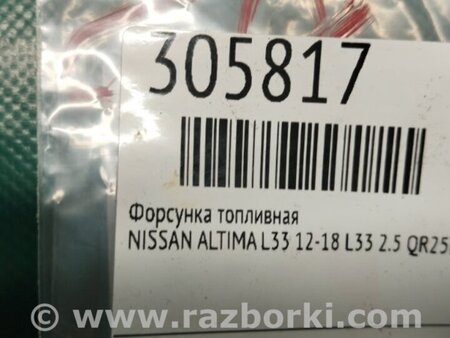 305817
Форсунка топливная
NISSAN ALTIMA L33 12-18 L33 2.5 QR25
© www.razborki.com